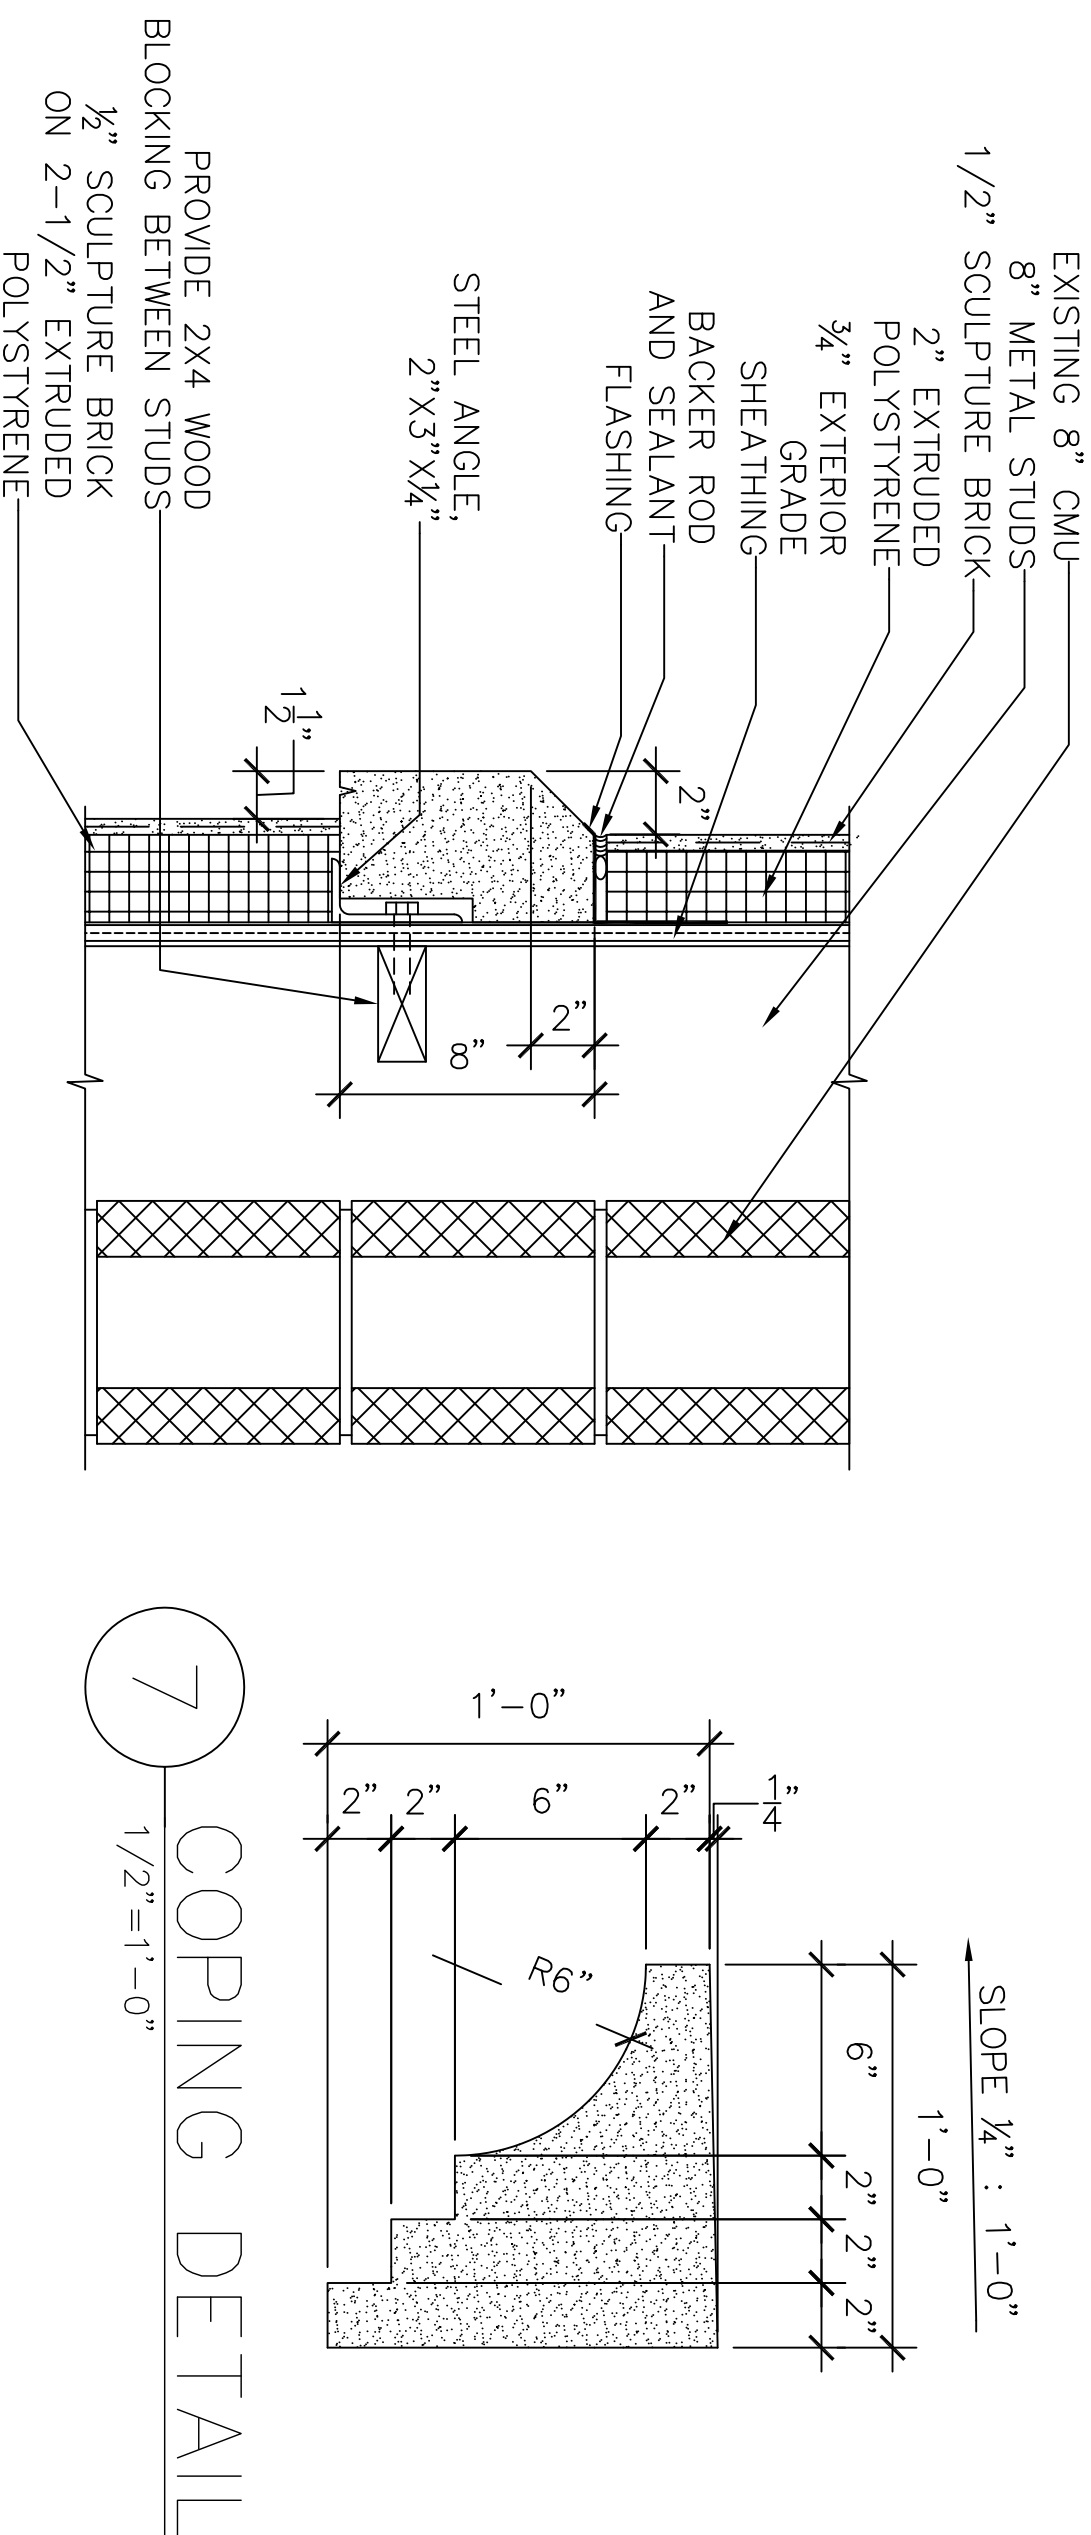 EXISTING 8” CMU
8” METAL STUDS
1/2” SCULPTURE BRICK
2” EXTRUDED
POLYSTYRENE
¾” EXTERIOR
GRADE
SHEATHING
BACKER ROD
AND SEALANT
FLASHING
STEEL ANGLE,
2”X3”X¼”
PROVIDE 2X4 WOOD
BLOCKING BETWEEN STUDS
½” SCULPTURE BRICK
ON 2-1/2” EXTRUDED
POLYSTYRENE
2”
1 1/2”
2”
8”
SLOPE ¼” : 1’-0”
1’-0”
6”
2”
2”
2”
1/4”
2”
6”
2”
2”
1’-0”
R6”
7
COPING DETAIL
1/2”=1’-0”